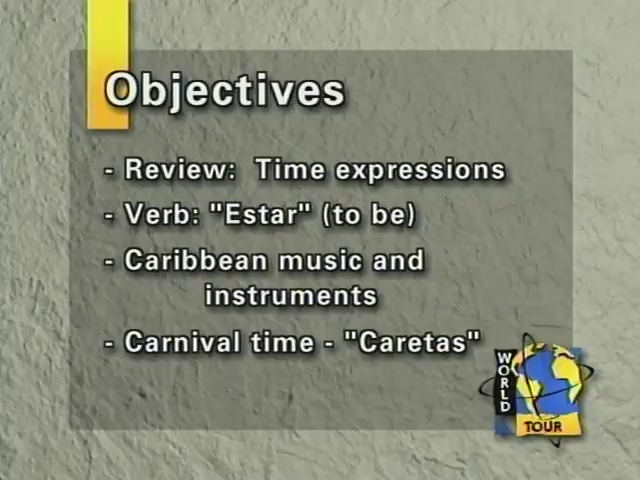 Objectives
- Review:  Time expressions
- Verb: "Estar" (to be)
- Caribbean music and
instruments
- Carnival time - "Caretas"
WORLD
TOUR